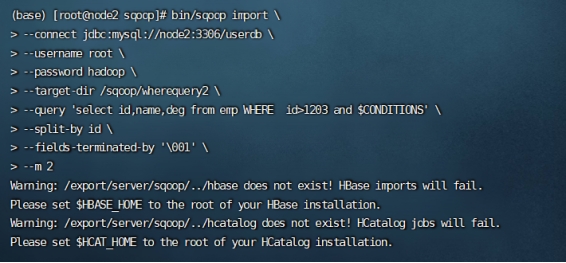 (base) [root@node2 sqoop]# bin/sqoop import \
> --connect jdbc:mysql://node2:3306/userdb \
> --username root \
> --password hadoop \
> --target-dir /sqoop/wherequery2 \
> --query 'select id,name,deg from emp WHERE  id>1203 and $CONDITIONS' \
> --split-by id \
> --fields-terminated-by '\001' \
> --m 2
Warning: /export/server/sqoop/../hbase does not exist! HBase imports will fail.
Please set $HBASE_HOME to the root of your HBase installation.
Warning: /export/server/sqoop/../hcatalog does not exist! HCatalog jobs will fail.
Please set $HCAT_HOME to the root of your HCatalog installation.